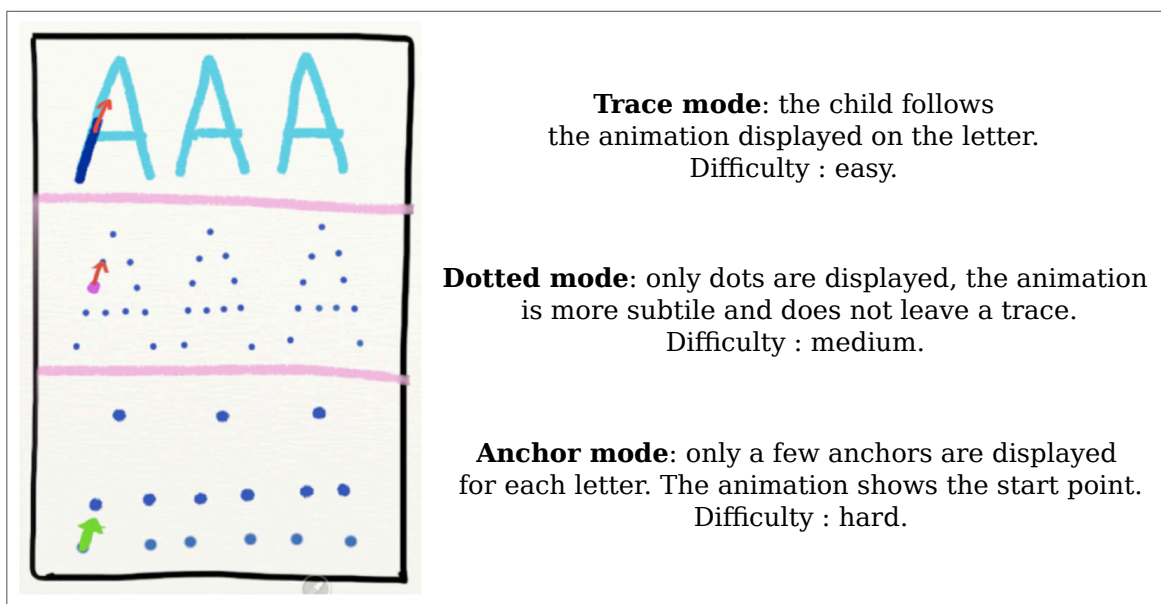 A A A
Trace mode: the child follows
the animation displayed on the letter.
Difficulty : easy.
Dotted mode: only dots are displayed, the animation
is more subtile and does not leave a trace.
Difficulty : medium.
Anchor mode: only a few anchors are displayed
for each letter. The animation shows the start point.
Difficulty : hard.